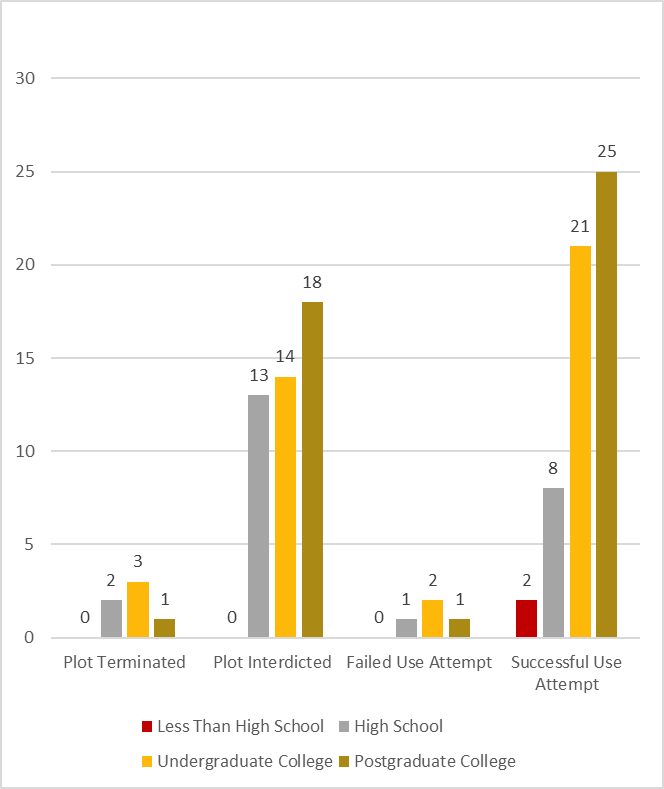 30
25
20
15
10
5
0
0
2
3
1
0
13
14
18
0
1
2
1
2
8
21
25
Plot Terminated
Plot Interdicted
Failed Use Attempt
Successful Use
Attempt
Less Than High School
High School
Undergraduate College
Postgraduate College